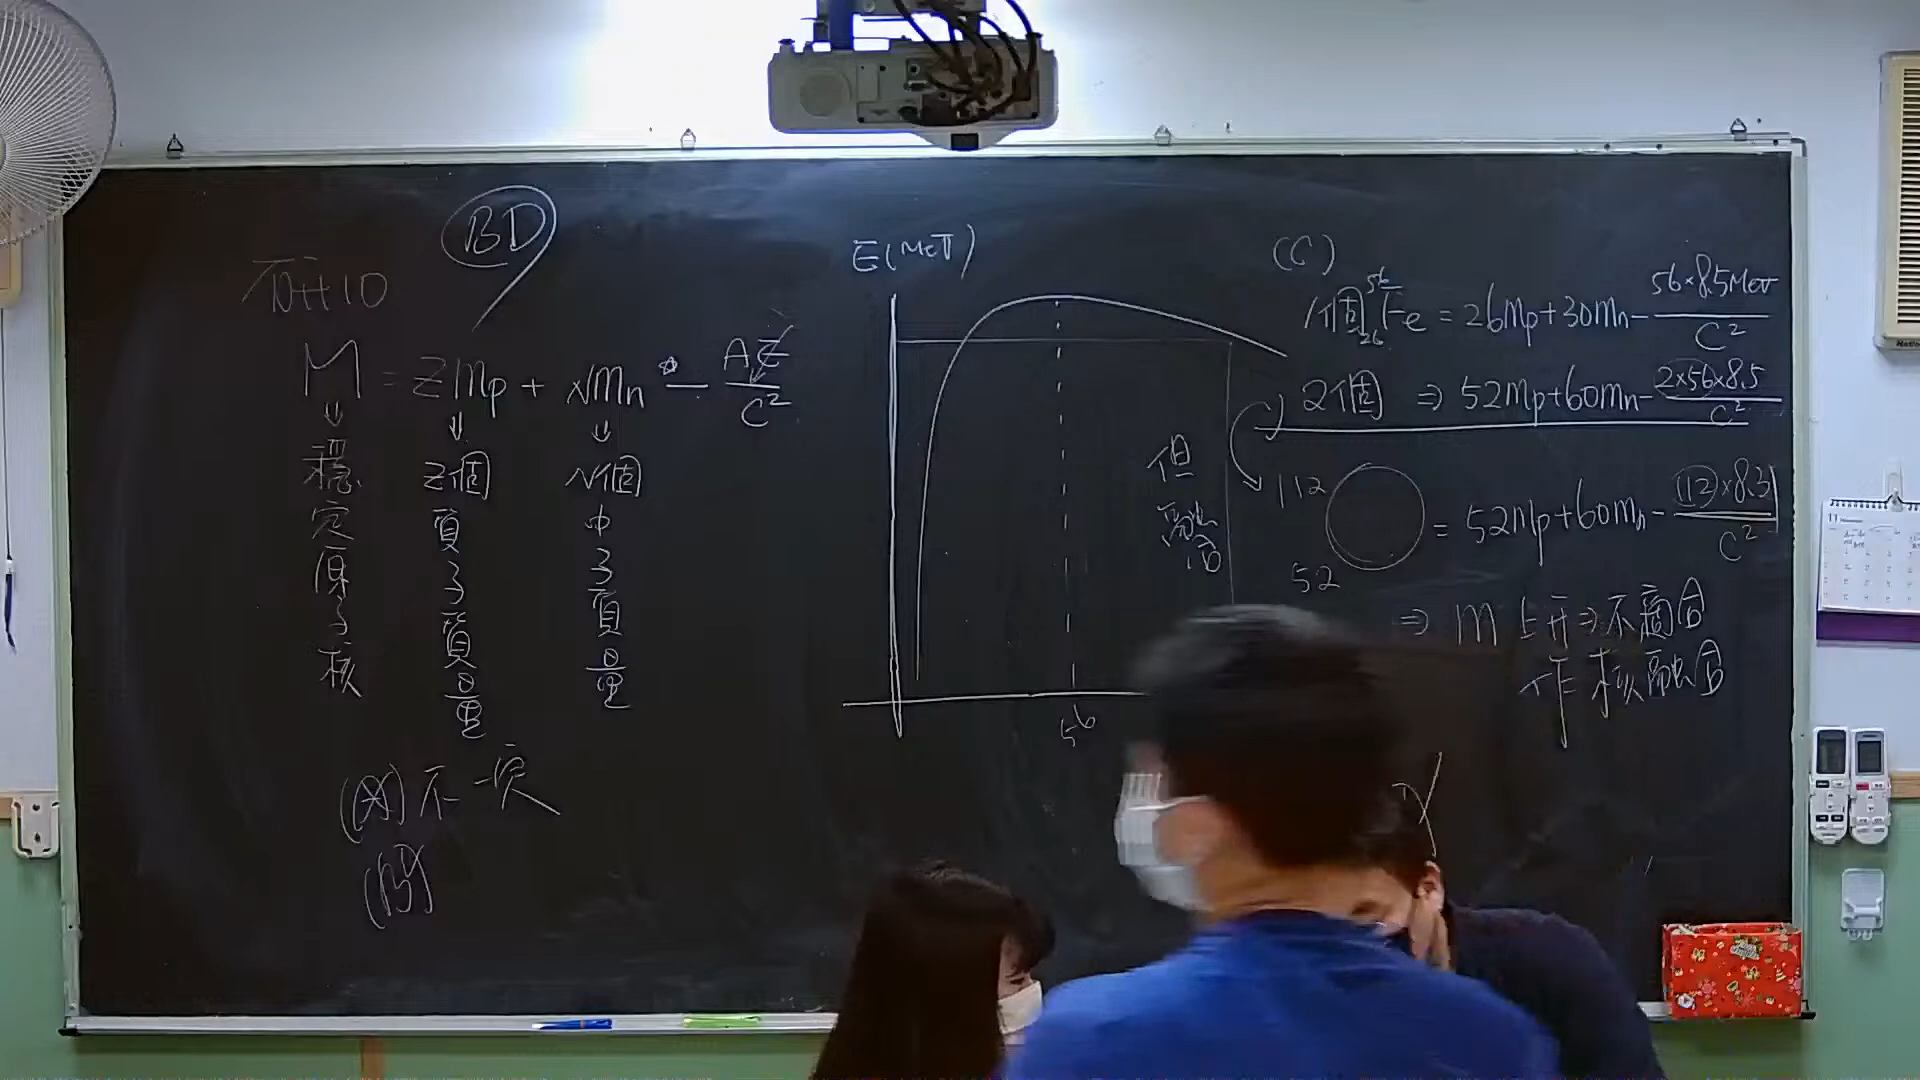 BD
M = Zmp + Nmn - AE/C²
Z個
質
子
質
量
N個
中
子
質
量
穩
定
原
子
核
(A) 不一定
(B)
E(MeV)
56
但
融
合
(C)
1個 ⁵⁶₂₆Fe = 26mp+30mn- 56×8.5MeV/C²
2個 ⇒ 52mp+60mn- 2×56×8.5/C²
112
52
= 52mp+60mn- 112×8.3/C²
⇒ m 上升 ⇒ 不適合
作核融合